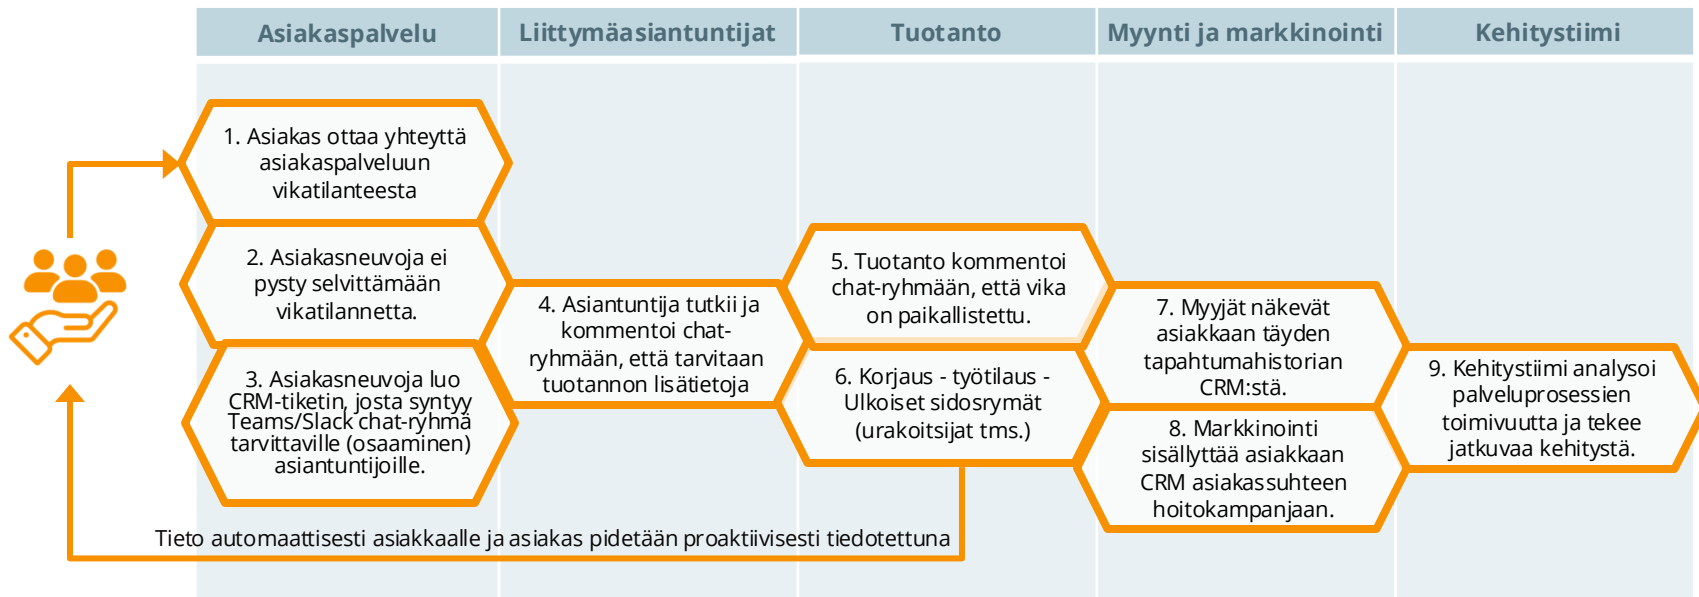 Asiakaspalvelu
Liittymäasiantuntijat
Tuotanto
Myynti ja markkinointi
Kehitystiimi
1. Asiakas ottaa yhteyttä
asiakaspalveluun
vikatilanteesta
2. Asiakasneuvoja ei
pysty selvittämään
vikatilannetta.
3. Asiakasneuvoja luo
CRM-tiketin, josta syntyy
Teams/Slack chat-ryhmä
tarvittaville (osaaminen)
asiantuntijoille.
4. Asiantuntija tutkii ja
kommentoi chat-
ryhmään, että tarvitaan
tuotannon lisätietoja
5. Tuotanto kommentoi
chat-ryhmään, että vika
on paikallistettu.
6. Korjaus - työtilaus -
Ulkoiset sidosrymät
(urakoitsijat tms.)
7. Myyjät näkevät
asiakkaan täyden
tapahtumahistorian
CRM:stä.
8. Markkinointi
sisällyttää asiakkaan
CRM asiakassuhteen
hoitokampanjaan.
9. Kehitystiimi analysoi
palveluprosessien
toimivuutta ja tekee
jatkuvaa kehitystä.
Tieto automaattisesti asiakkaalle ja asiakas pidetään proaktiivisesti tiedotettuna